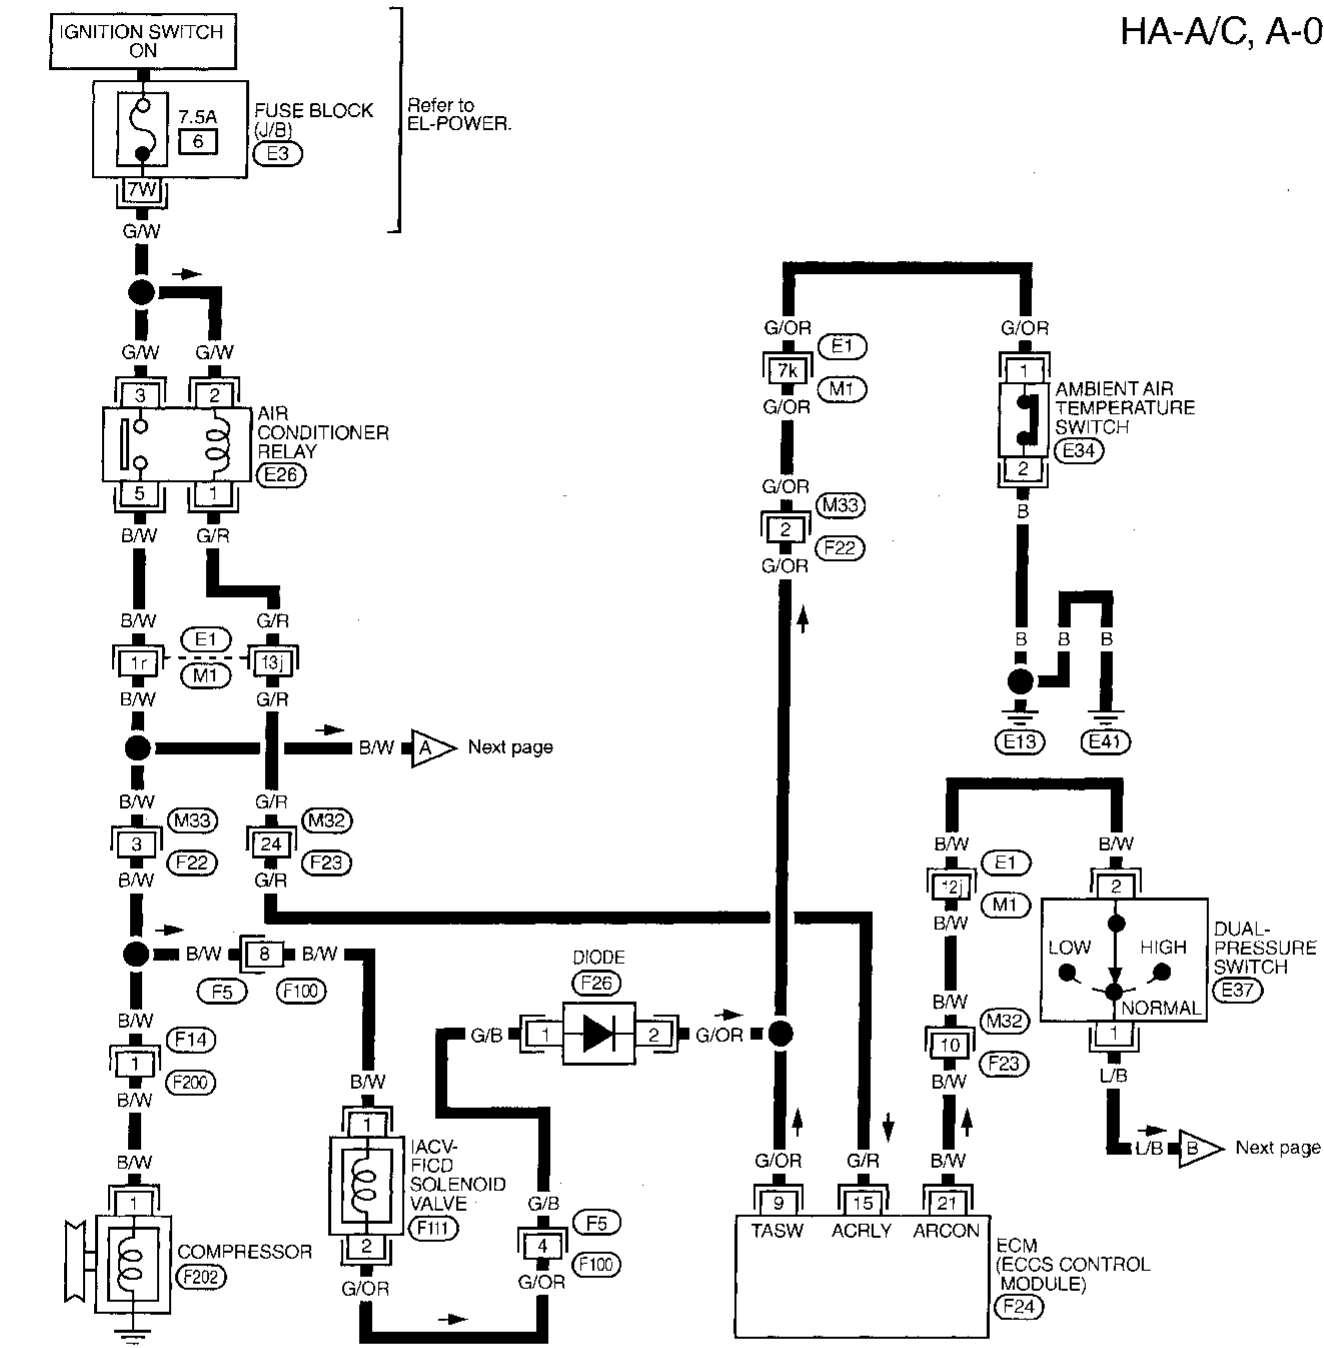 HA-A/C, A-0
IGNITION SWITCH
ON
7.5A
6
FUSE BLOCK
(J/B)
E3
Refer to
EL-POWER.
7W
G/W
G/W
G/W
3
2
AIR
CONDITIONER
RELAY
E26
5
1
B/W
G/R
B/W
G/R
1r
E1
M1
13j
B/W
G/R
B/W
A
Next page
B/W
G/R
M33
M32
3
24
F22
F23
B/W
G/R
B/W
8
B/W
F5
F100
B/W
F14
1
F200
B/W
B/W
1
COMPRESSOR
F202
B/W
1
IACV-
FICD
SOLENOID
VALVE
F111
2
G/OR
G/B
1
DIODE
F26
2
G/OR
G/B
F5
4
F100
G/OR
G/OR
E1
7k
M1
G/OR
G/OR
M33
2
F22
G/OR
G/OR
1
AMBIENT AIR
TEMPERATURE
SWITCH
E34
2
B
B
B
B
E13
E41
B/W
E1
12j
M1
B/W
B/W
M32
10
F23
B/W
B/W
2
LOW
HIGH
NORMAL
DUAL-
PRESSURE
SWITCH
E37
1
L/B
L/B
B
Next page
G/OR
G/R
B/W
9
15
21
TASW
ACRLY
ARCON
ECM
(ECCS CONTROL
MODULE)
F24